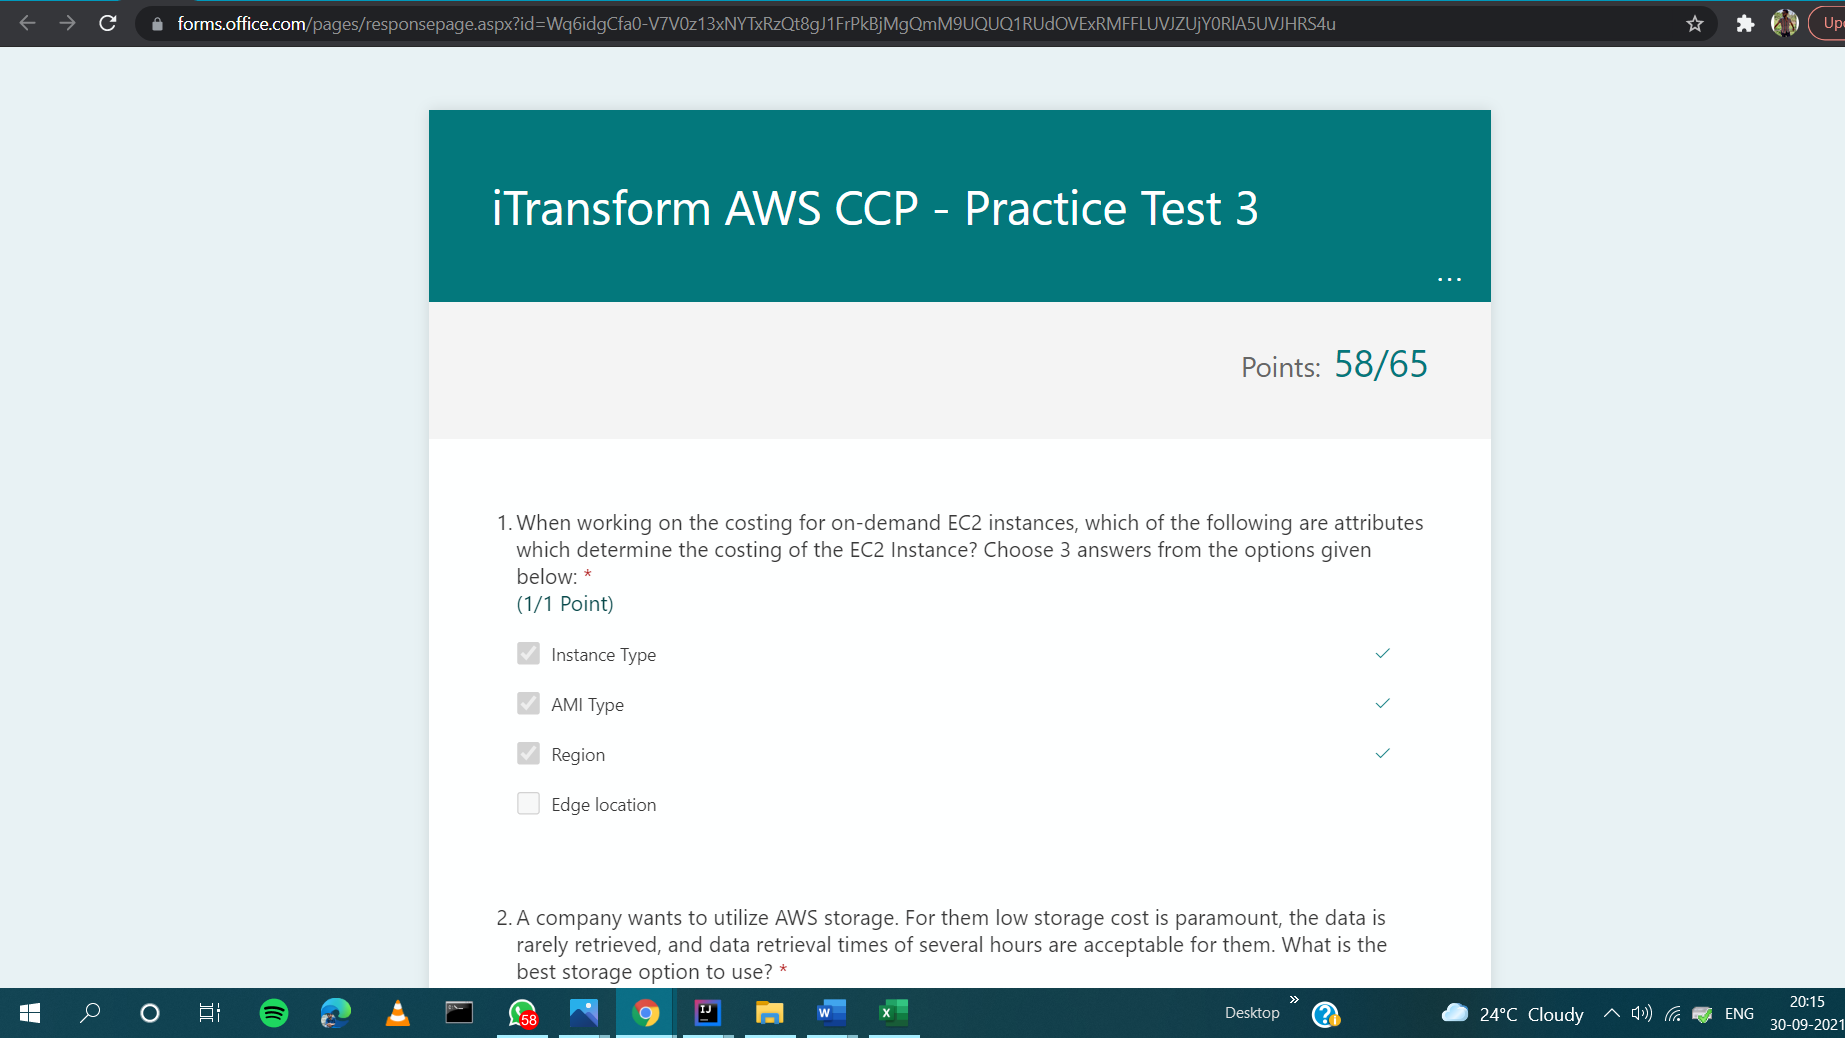 forms.office.com/pages/responsepage.aspx?id=Wq6idgCfa0-V7V0z13xNYTxRzQt8gJ1FrPkBjMgQmM9UQUQ1RUdOVExRMFFLUVJZUjY0RlA5UVJHRS4u
Up
iTransform AWS CCP - Practice Test 3
...
Points: 58/65
1. When working on the costing for on-demand EC2 instances, which of the following are attributes
which determine the costing of the EC2 Instance? Choose 3 answers from the options given
below: *
(1/1 Point)
Instance Type
AMI Type
Region
Edge location
2. A company wants to utilize AWS storage. For them low storage cost is paramount, the data is
rarely retrieved, and data retrieval times of several hours are acceptable for them. What is the
best storage option to use? *
58
IJ
W
X
Desktop
24°C Cloudy
ENG
20:15
30-09-2021